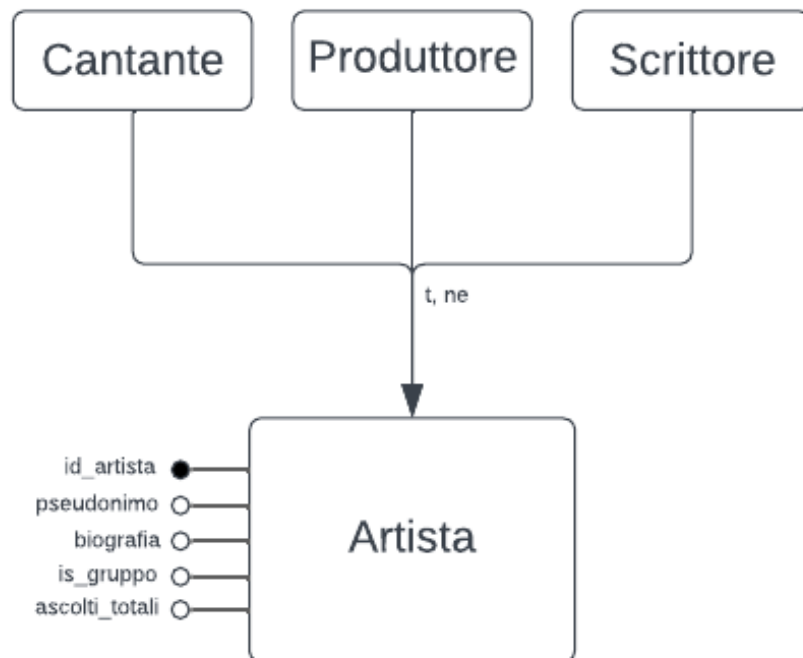 Cantante
Produttore
Scrittore
t, ne
id_artista
pseudonimo
biografia
is_gruppo
ascolti_totali
Artista